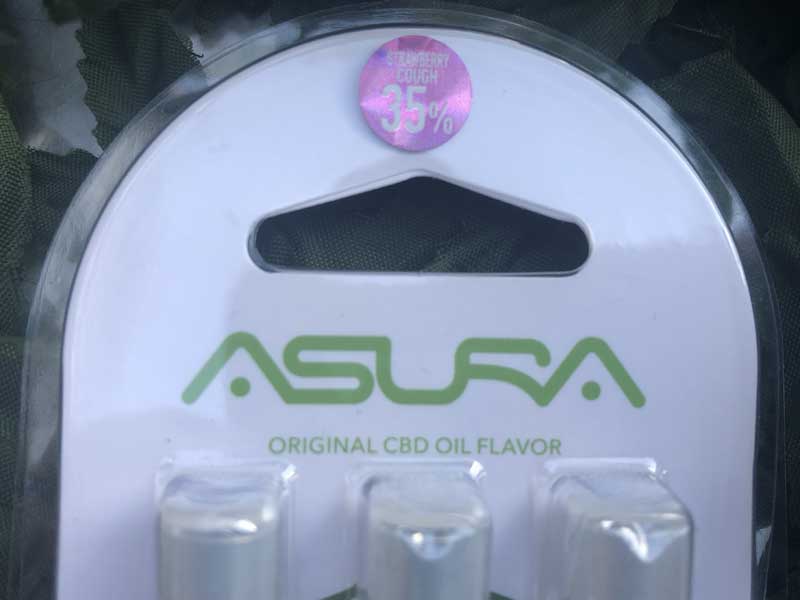 STRAWBERRY
COUGH
35%
ASURA
ORIGINAL CBD OIL FLAVOR